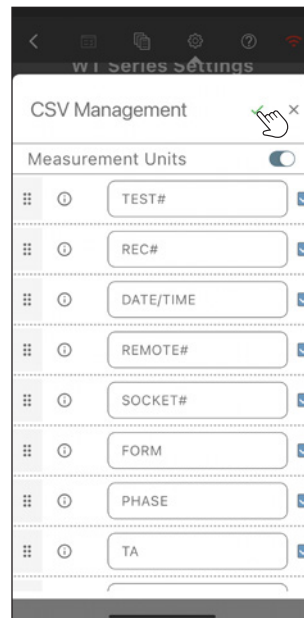 WT Series Settings
CSV Management
Measurement Units
TEST#
REC#
DATE/TIME
REMOTE#
SOCKET#
FORM
PHASE
TA